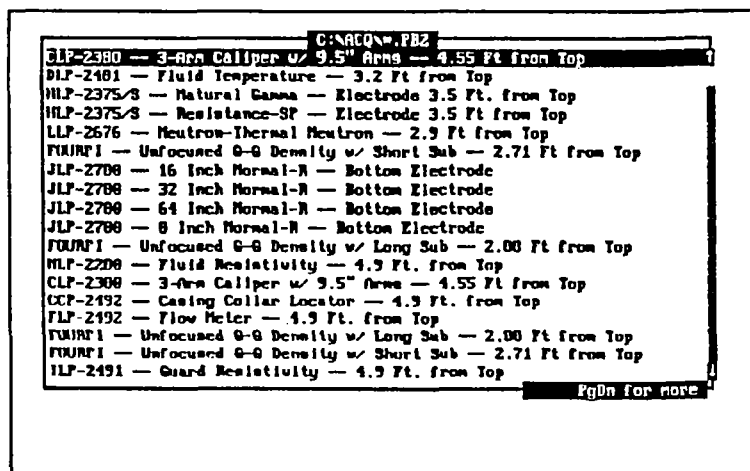 C:\ACQ\*.PBZ
CLP-2380 — 3-Arm Caliper w/ 9.5" Arms — 4.55 Ft from Top
DLP-2481 — Fluid Temperature — 3.2 Ft from Top
HLP-2375/S — Natural Gamma — Electrode 3.5 Ft. from Top
HLP-2375/S — Resistance-SP — Electrode 3.5 Ft. from Top
LLP-2676 — Neutron-Thermal Neutron — 2.9 Ft from Top
FOURPI — Unfocused G-G Density w/ Short Sub — 2.71 Ft from Top
JLP-2780 — 16 Inch Normal-R — Bottom Electrode
JLP-2780 — 32 Inch Normal-R — Bottom Electrode
JLP-2780 — 64 Inch Normal-R — Bottom Electrode
JLP-2780 — 8 Inch Normal-R — Bottom Electrode
FOURPI — Unfocused G-G Density w/ Long Sub — 2.00 Ft from Top
MLP-2200 — Fluid Resistivity — 4.9 Ft. from Top
CLP-2380 — 3-Arm Caliper w/ 9.5" Arms — 4.55 Ft from Top
CCP-2492 — Casing Collar Locator — 4.9 Ft. from Top
FLP-2492 — Flow Meter — 4.9 Ft. from Top
FOURPI — Unfocused G-G Density w/ Long Sub — 2.00 Ft from Top
FOURPI — Unfocused G-G Density w/ Short Sub — 2.71 Ft from Top
ILP-2491 — Guard Resistivity — 4.9 Ft. from Top
PgDn for more